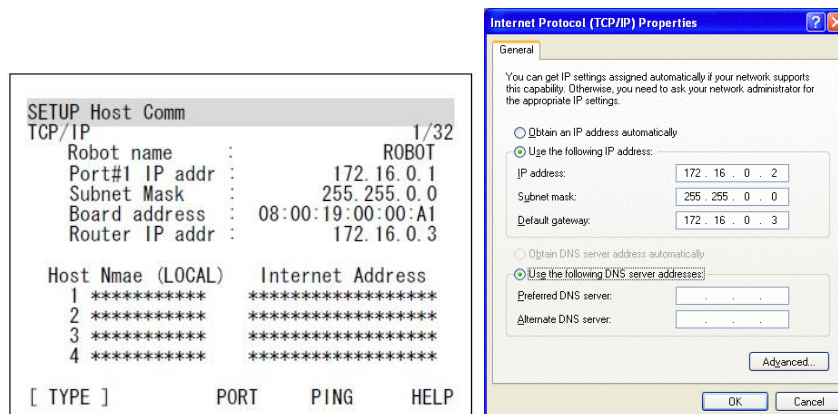 SETUP Host Comm
TCP/IP 1/32
Robot name : ROBOT
Port#1 IP addr : 172.16.0.1
Subnet Mask : 255.255.0.0
Board address : 08:00:19:00:00:A1
Router IP addr : 172.16.0.3
Host Nmae (LOCAL) Internet Address
1 *********** ******************
2 *********** ******************
3 *********** ******************
4 *********** ******************
[ TYPE ] PORT PING HELP
Internet Protocol (TCP/IP) Properties
General
You can get IP settings assigned automatically if your network supports
this capability. Otherwise, you need to ask your network administrator for
the appropriate IP settings.
Obtain an IP address automatically
Use the following IP address:
IP address: 172 . 16 . 0 . 2
Subnet mask: 255 . 255 . 0 . 0
Default gateway: 172 . 16 . 0 . 3
Obtain DNS server address automatically
Use the following DNS server addresses:
Preferred DNS server: . . .
Alternate DNS server: . . .
Advanced...
OK Cancel